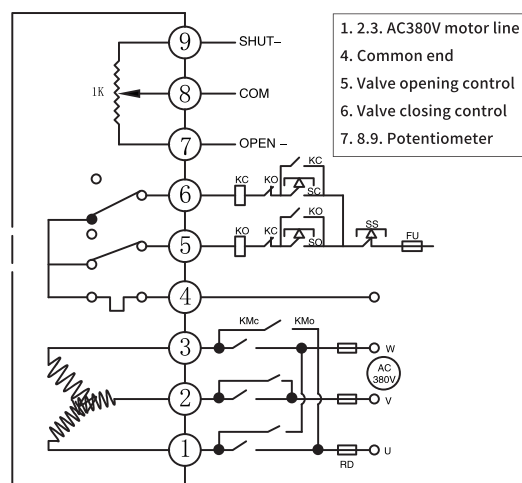 9 SHUT–
1. 2.3. AC380V motor line
4. Common end
5. Valve opening control
6. Valve closing control
7. 8.9. Potentiometer
1K
8 COM
7 OPEN –
KC
6 KC KO SC
KO SS
5 KO KC SO FU
4
KMc KMo
3 W
AC
380V
2 V
1 U
RD